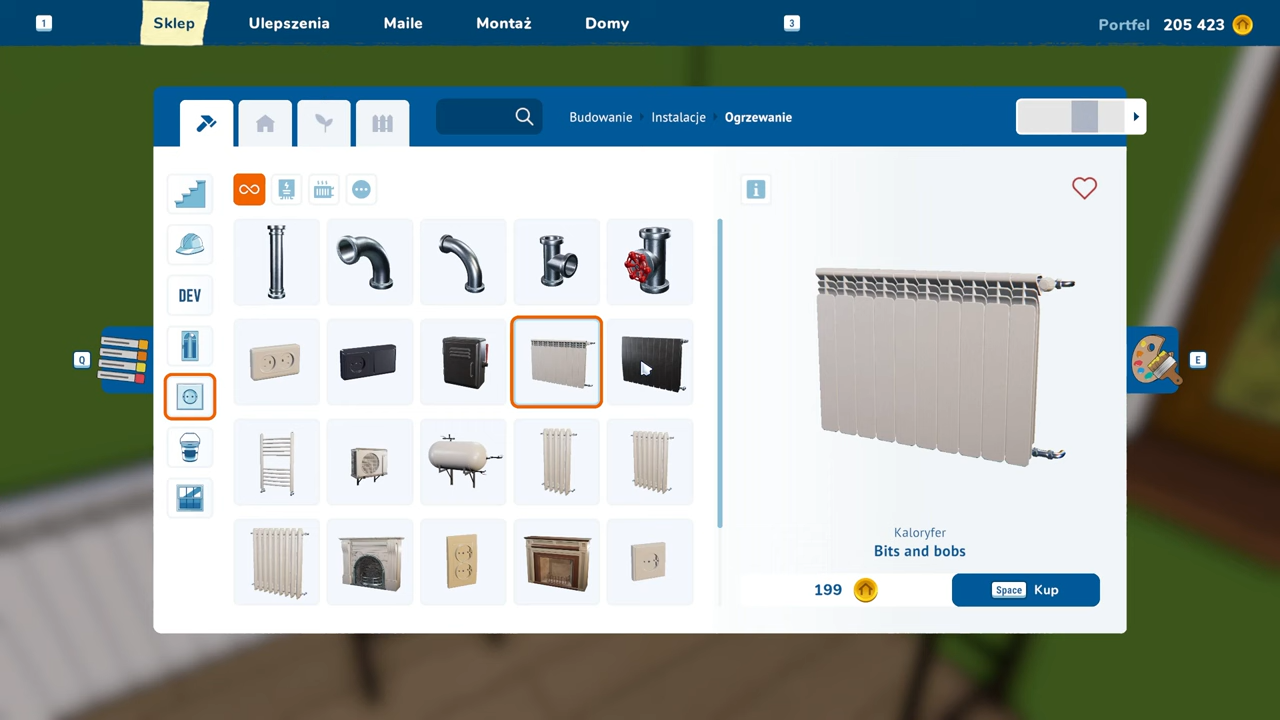 1 Sklep Ulepszenia Maile Montaż Domy 3 Portfel 205 423
Budowanie Instalacje Ogrzewanie
DEV
Q
E
Kaloryfer
Bits and bobs
199 Space Kup